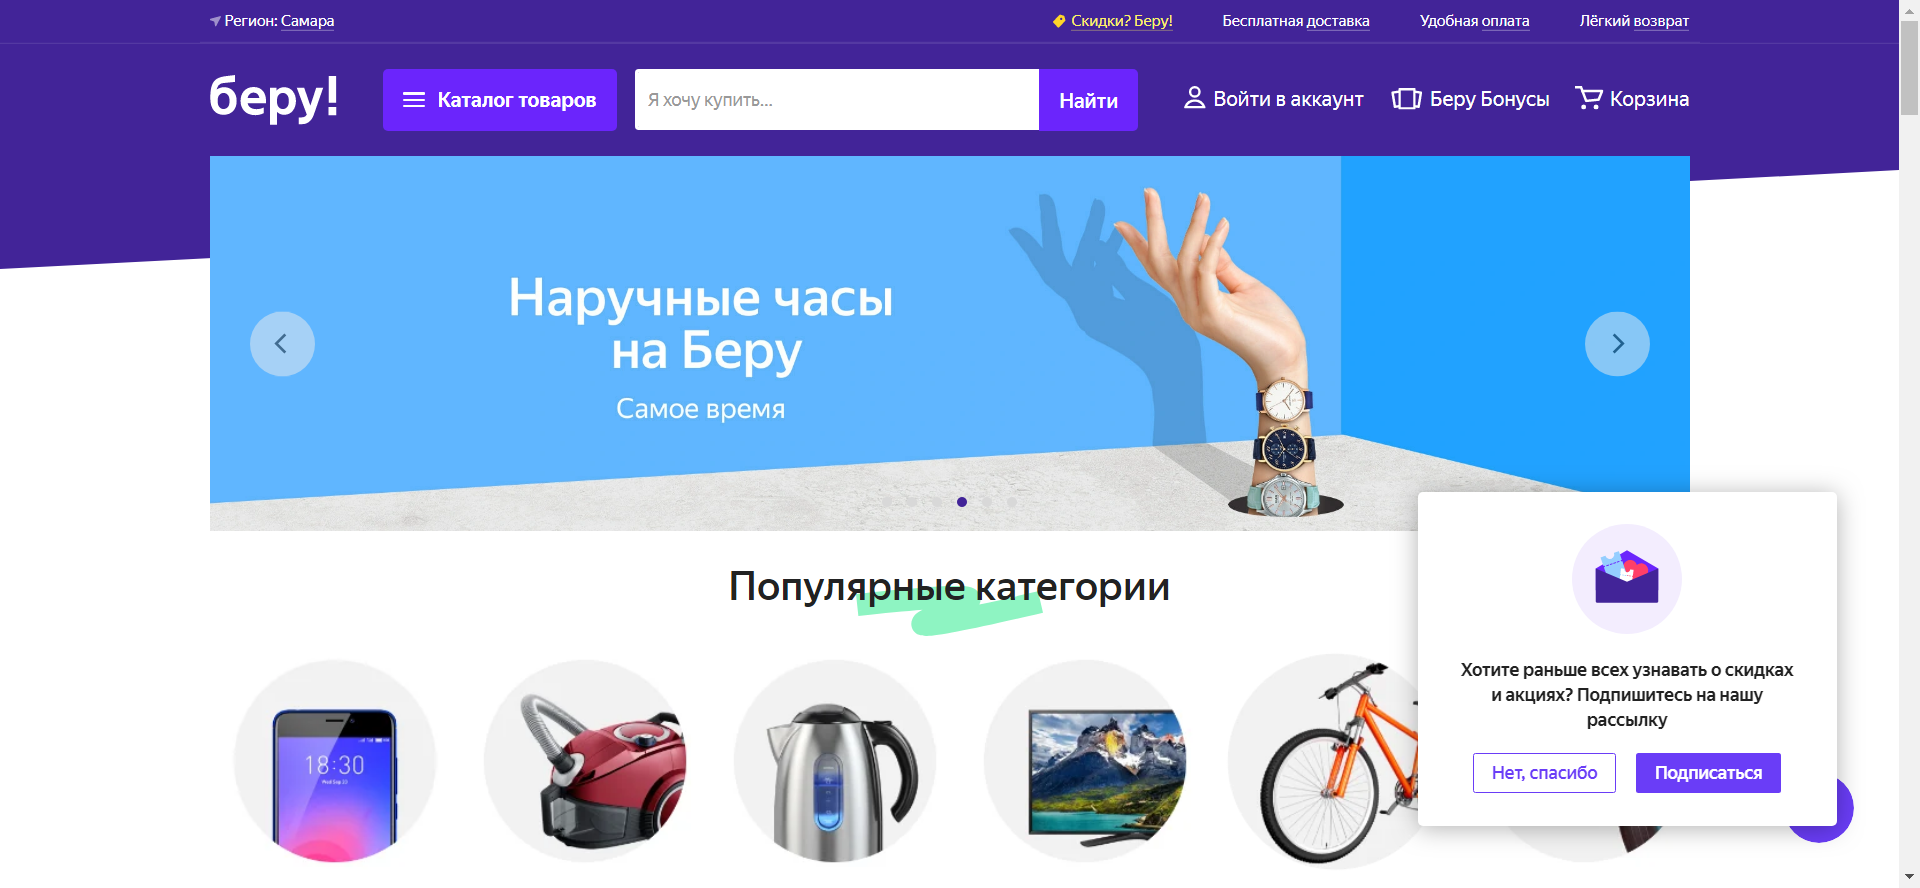 Регион: Самара
Скидки? Беру!
Бесплатная доставка
Удобная оплата
Лёгкий возврат
беру!
Каталог товаров
Я хочу купить...
Найти
Войти в аккаунт
Беру Бонусы
Корзина
Наручные часы
на Беру
Самое время
Популярные категории
18:30
Хотите раньше всех узнавать о скидках
и акциях? Подпишитесь на нашу
рассылку
Нет, спасибо
Подписаться